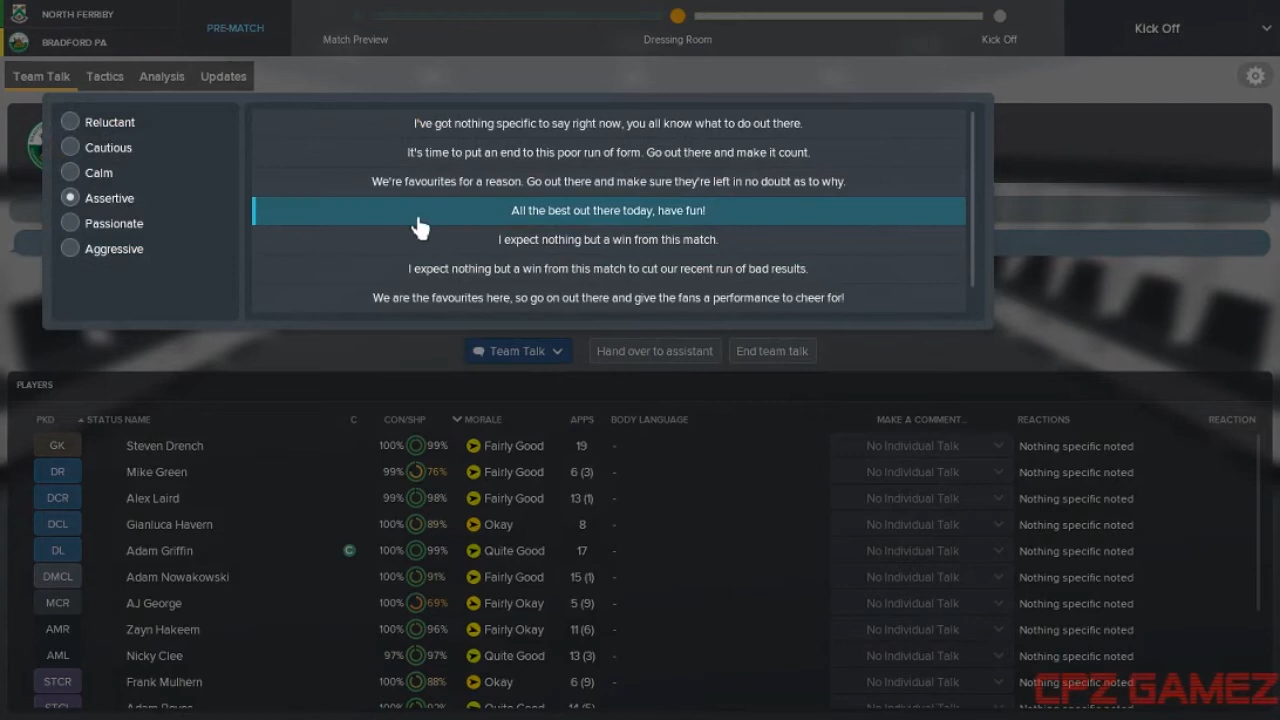 NORTH FERRIBY
BRADFORD PA
PRE-MATCH
Match Preview
Dressing Room
Kick Off
Kick Off
Team Talk Tactics Analysis Updates
Reluctant
Cautious
Calm
Assertive
Passionate
Aggressive
I've got nothing specific to say right now, you all know what to do out there.
It's time to put an end to this poor run of form. Go out there and make it count.
We're favourites for a reason. Go out there and make sure they're left in no doubt as to why.
All the best out there today, have fun!
I expect nothing but a win from this match.
I expect nothing but a win from this match to cut our recent run of bad results.
We are the favourites here, so go on out there and give the fans a performance to cheer for!
Team Talk Hand over to assistant End team talk
PLAYERS
PKD STATUS NAME C CON/SHP MORALE APPS BODY LANGUAGE MAKE A COMMENT... REACTIONS REACTION
GK Steven Drench 100% 99% Fairly Good 19 - No Individual Talk Nothing specific noted
DR Mike Green 99% 76% Fairly Good 6 (3) - No Individual Talk Nothing specific noted
DCR Alex Laird 99% 98% Fairly Good 13 (1) - No Individual Talk Nothing specific noted
DCL Gianluca Havern 100% 89% Okay 8 - No Individual Talk Nothing specific noted
DL Adam Griffin C 100% 99% Quite Good 17 - No Individual Talk Nothing specific noted
DMCL Adam Nowakowski 100% 91% Fairly Good 15 (1) - No Individual Talk Nothing specific noted
MCR AJ George 100% 69% Fairly Okay 5 (9) - No Individual Talk Nothing specific noted
AMR Zayn Hakeem 100% 96% Fairly Okay 11 (6) - No Individual Talk Nothing specific noted
AML Nicky Clee 97% 97% Quite Good 13 (3) - No Individual Talk Nothing specific noted
STCR Frank Mulhern 100% 88% Okay 6 (9) - No Individual Talk Nothing specific noted
CPZ GAMEZ